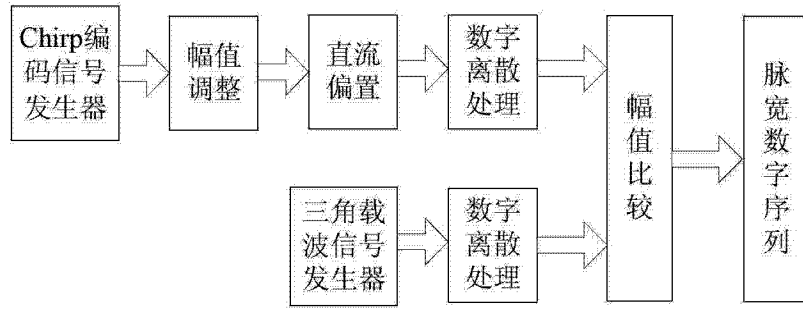 Chirp编
码信号
发生器
幅值
调整
直流
偏置
数字
离散
处理
三角载
波信号
发生器
数字
离散
处理
幅
值
比
较
脉
宽
数
字
序
列